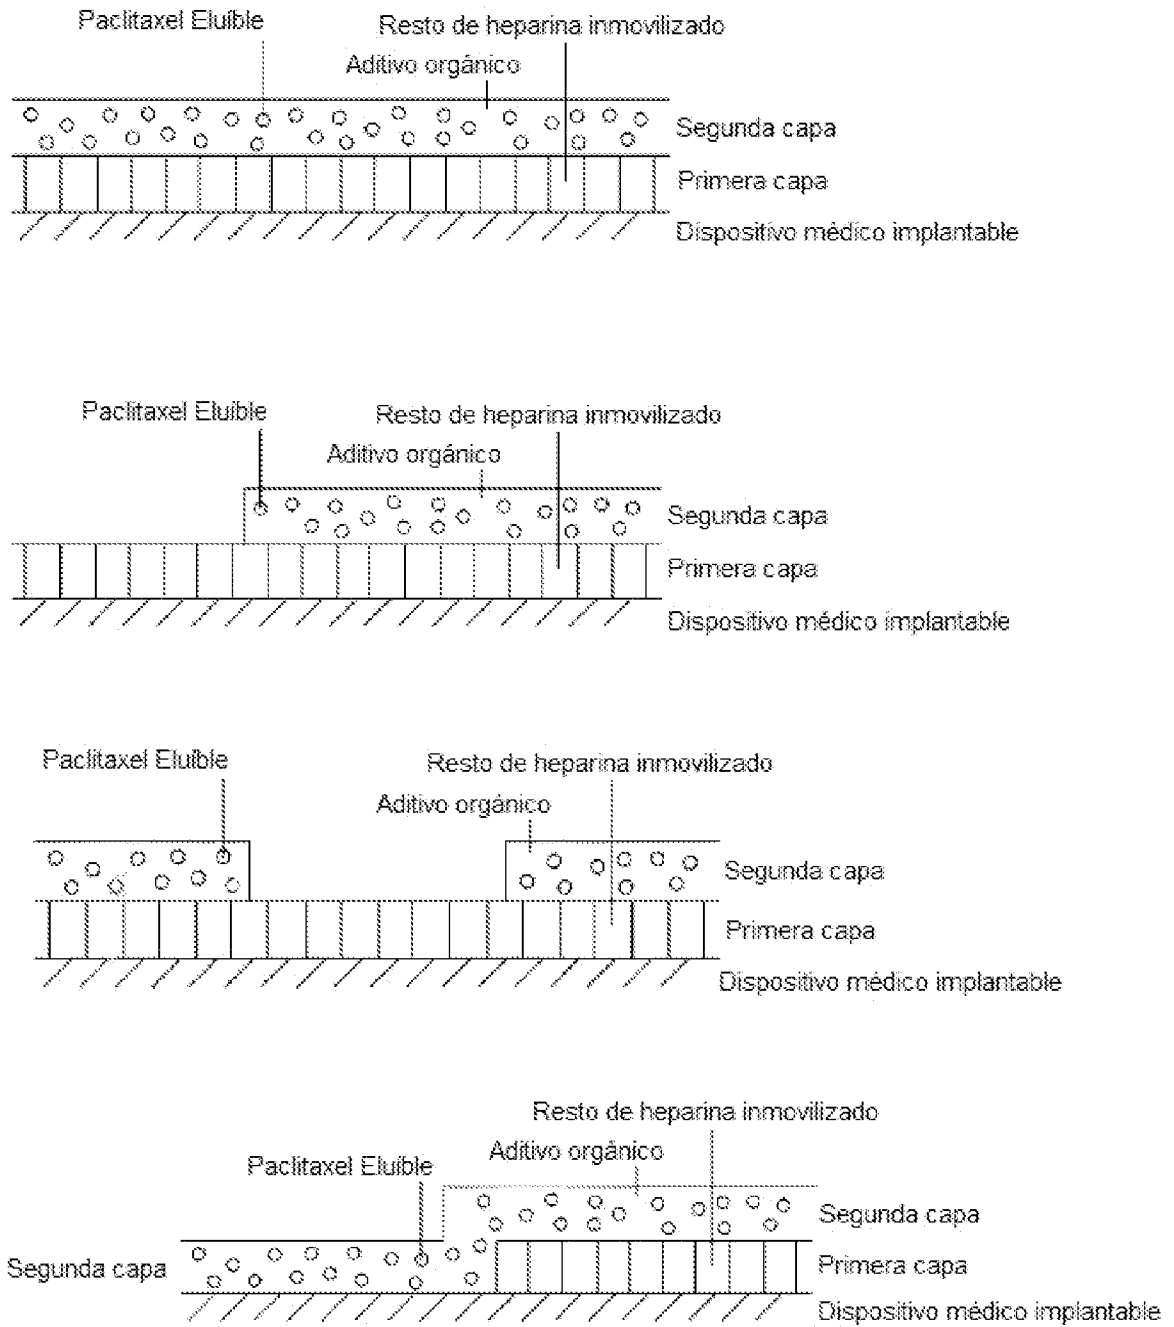 Paclitaxel Eluíble
Resto de heparina inmovilizado
Aditivo orgánico
Segunda capa
Primera capa
Dispositivo médico implantable
Paclitaxel Eluíble
Resto de heparina inmovilizado
Aditivo orgánico
Segunda capa
Primera capa
Dispositivo médico implantable
Paclitaxel Eluíble
Resto de heparina inmovilizado
Aditivo orgánico
Segunda capa
Primera capa
Dispositivo médico implantable
Resto de heparina inmovilizado
Aditivo orgánico
Paclitaxel Eluíble
Segunda capa
Segunda capa
Primera capa
Dispositivo médico implantable